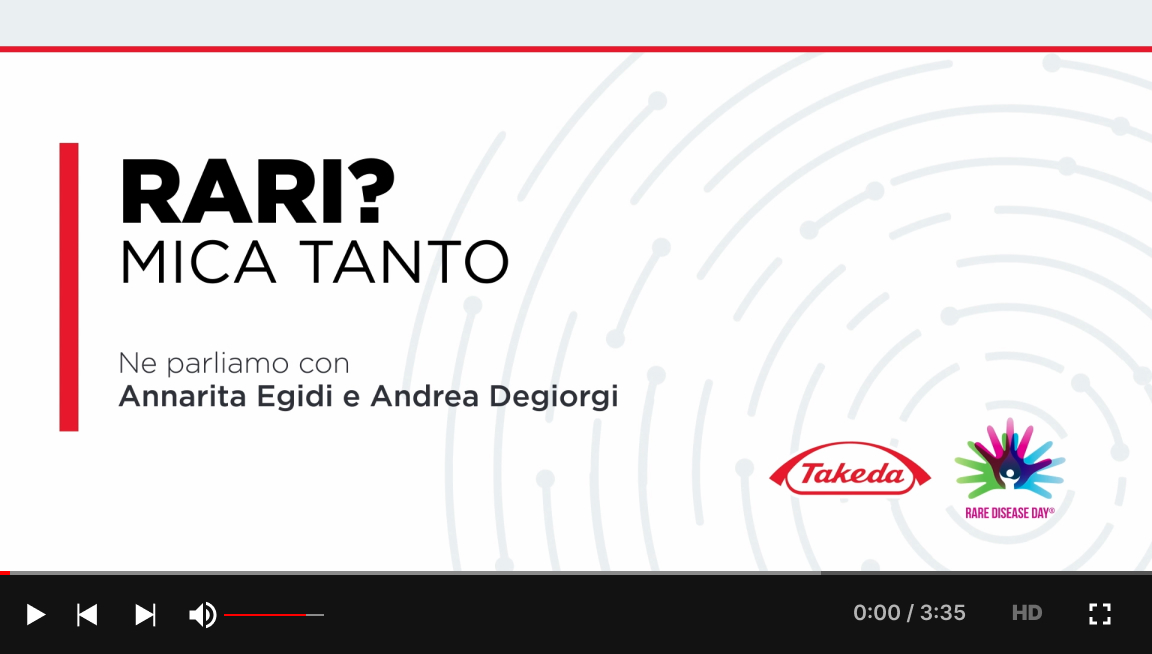 RARI?
MICA TANTO
Ne parliamo con
Annarita Egidi e Andrea Degiorgi
Takeda
RARE DISEASE DAY®
0:00 / 3:35
HD